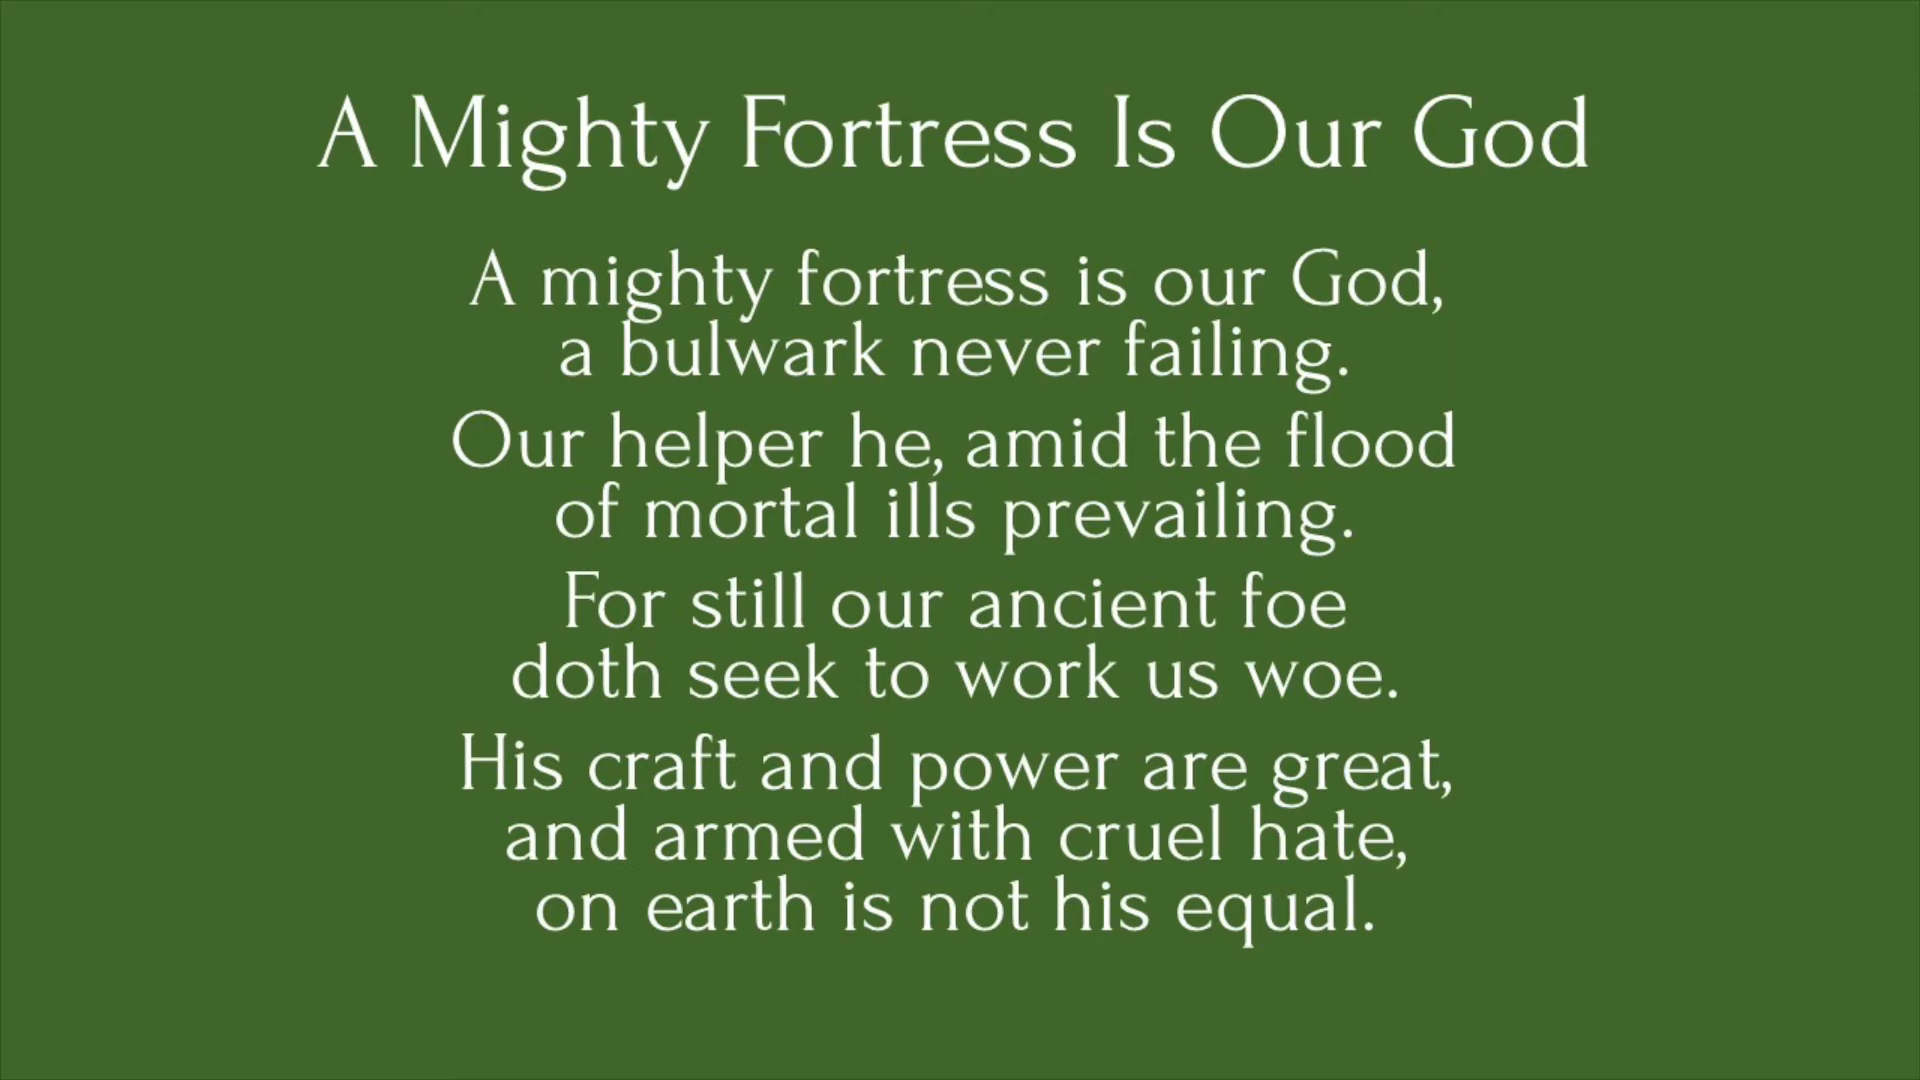 A Mighty Fortress Is Our God
A mighty fortress is our God,
a bulwark never failing.
Our helper he, amid the flood
of mortal ills prevailing.
For still our ancient foe
doth seek to work us woe.
His craft and power are great,
and armed with cruel hate,
on earth is not his equal.